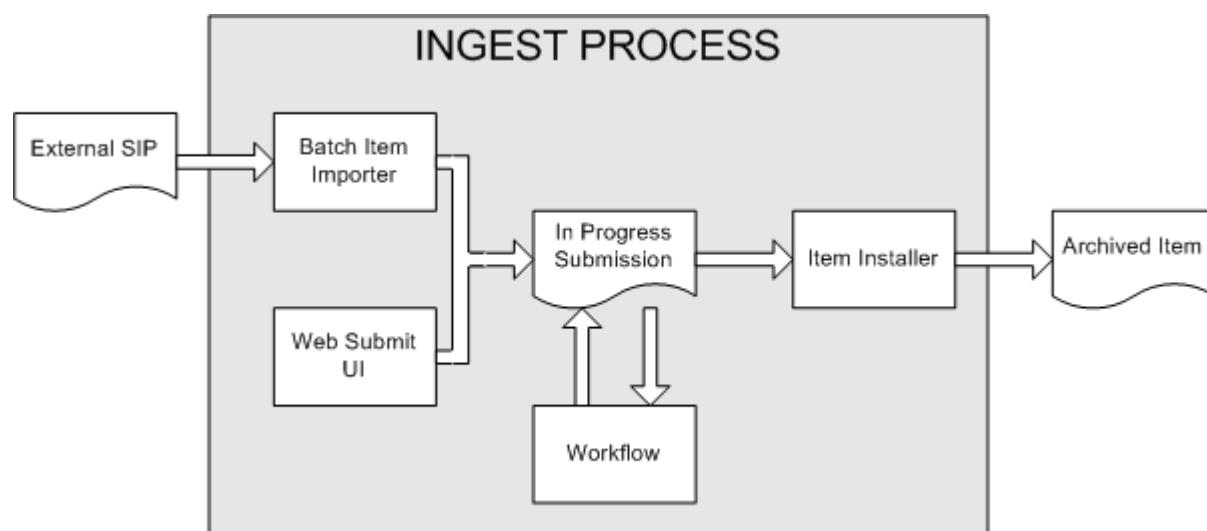 INGEST PROCESS
External SIP
Batch Item
Importer
In Progress
Submission
Item Installer
Archived Item
Web Submit
UI
Workflow